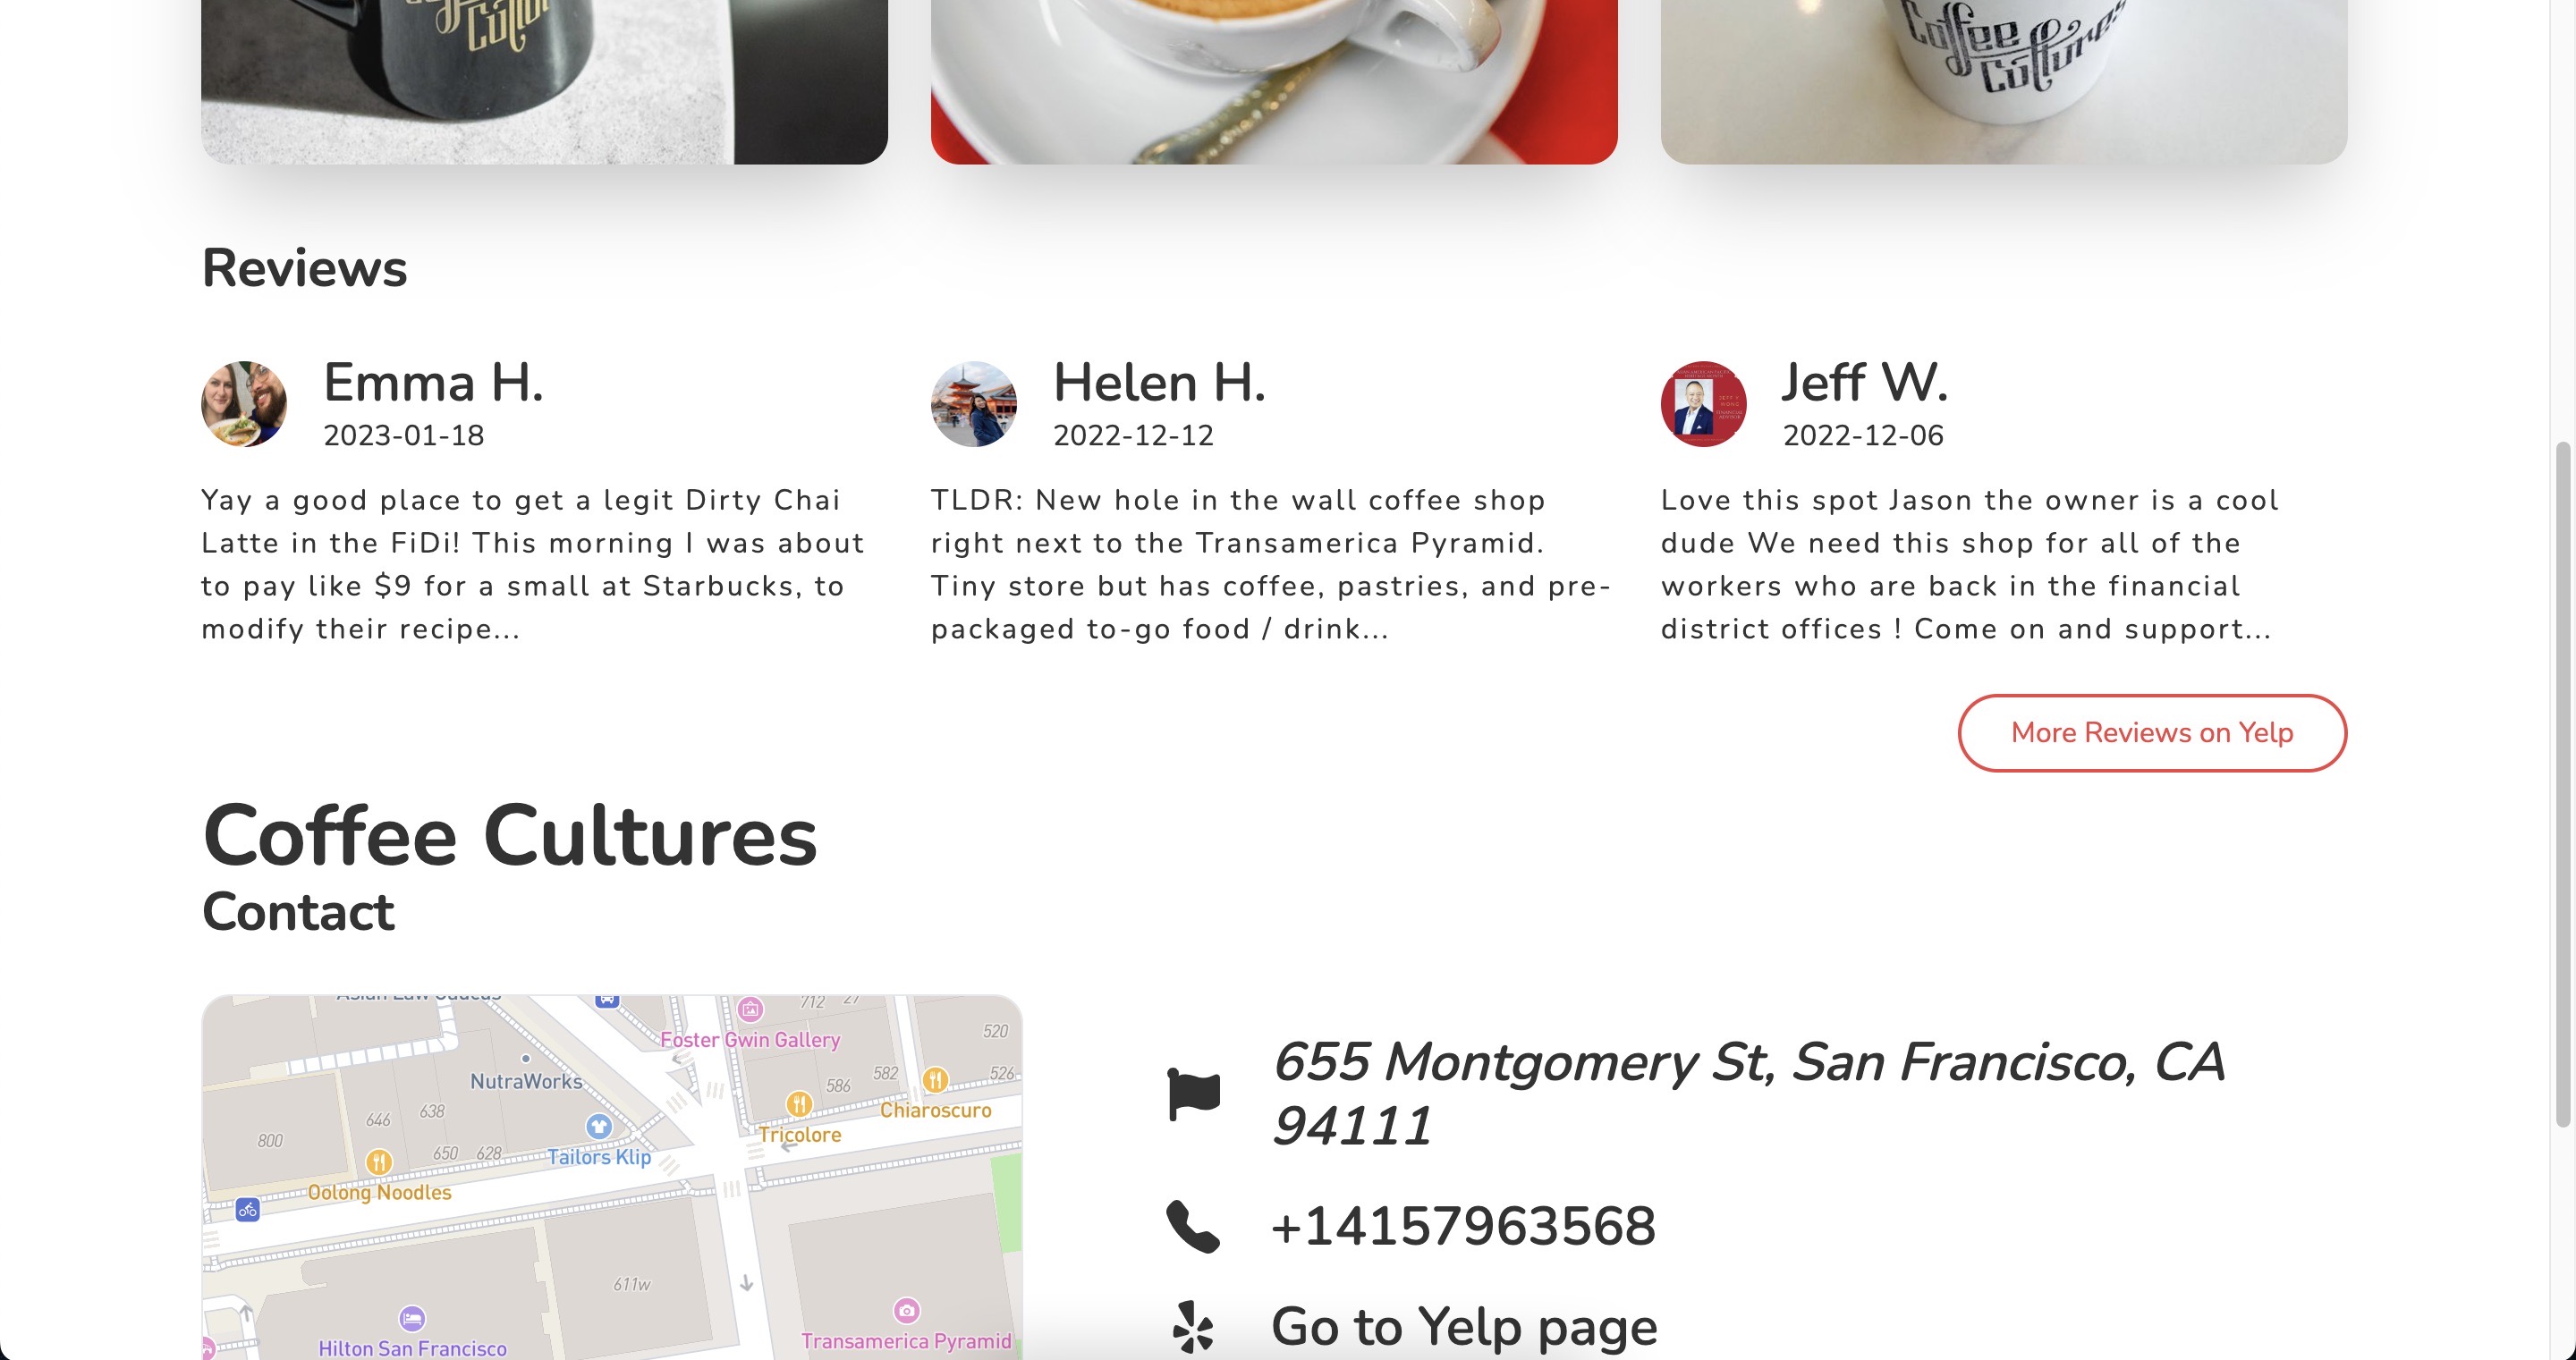 Coffee
Cultures
Reviews
Emma H.
2023-01-18
Yay a good place to get a legit Dirty Chai
Latte in the FiDi! This morning I was about
to pay like $9 for a small at Starbucks, to
modify their recipe...
Helen H.
2022-12-12
TLDR: New hole in the wall coffee shop
right next to the Transamerica Pyramid.
Tiny store but has coffee, pastries, and pre-
packaged to-go food / drink...
Jeff W.
2022-12-06
Love this spot Jason the owner is a cool
dude We need this shop for all of the
workers who are back in the financial
district offices ! Come on and support...
More Reviews on Yelp
Coffee Cultures
Contact
712
27
Foster Gwin Gallery
520
NutraWorks
586
582
526
Chiaroscuro
646
638
Tricolore
800
650
628
Tailors Klip
Oolong Noodles
611w
Hilton San Francisco
Transamerica Pyramid
655 Montgomery St, San Francisco, CA
94111
+14157963568
Go to Yelp page